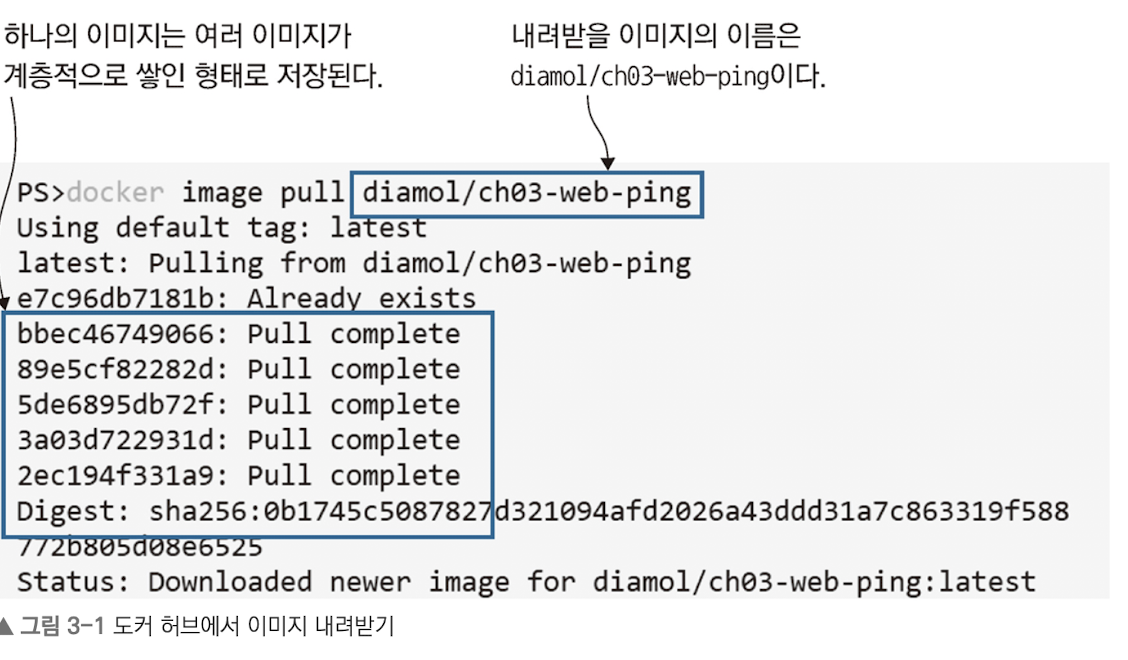 하나의 이미지는 여러 이미지가
계층적으로 쌓인 형태로 저장된다.
내려받을 이미지의 이름은
diamol/ch03-web-ping이다.
PS>docker image pull diamol/ch03-web-ping
Using default tag: latest
latest: Pulling from diamol/ch03-web-ping
e7c96db7181b: Already exists
bbec46749066: Pull complete
89e5cf82282d: Pull complete
5de6895db72f: Pull complete
3a03d722931d: Pull complete
2ec194f331a9: Pull complete
Digest: sha256:0b1745c5087827d321094afd2026a43ddd31a7c863319f588
772b805d08e6525
Status: Downloaded newer image for diamol/ch03-web-ping:latest
▲ 그림 3-1 도커 허브에서 이미지 내려받기